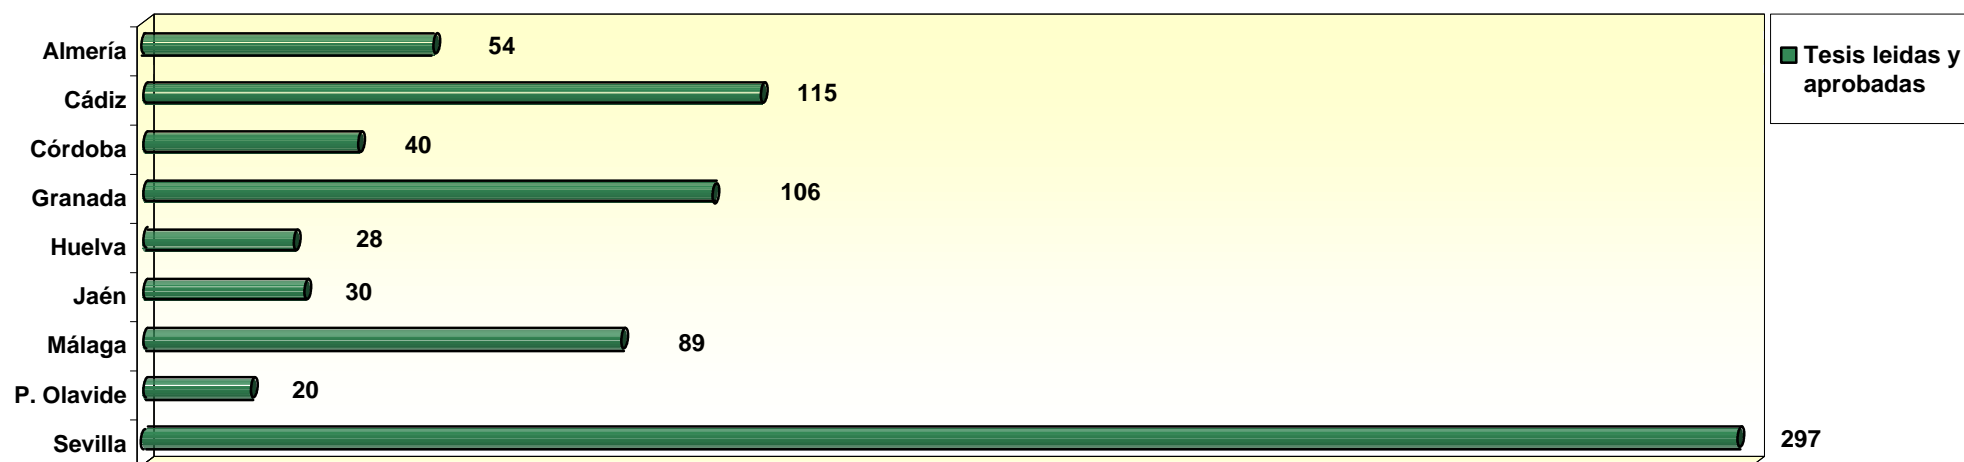 Almería 54
Cádiz 115
Córdoba 40
Granada 106
Huelva 28
Jaén 30
Málaga 89
P. Olavide 20
Sevilla 297
Tesis leidas y
aprobadas